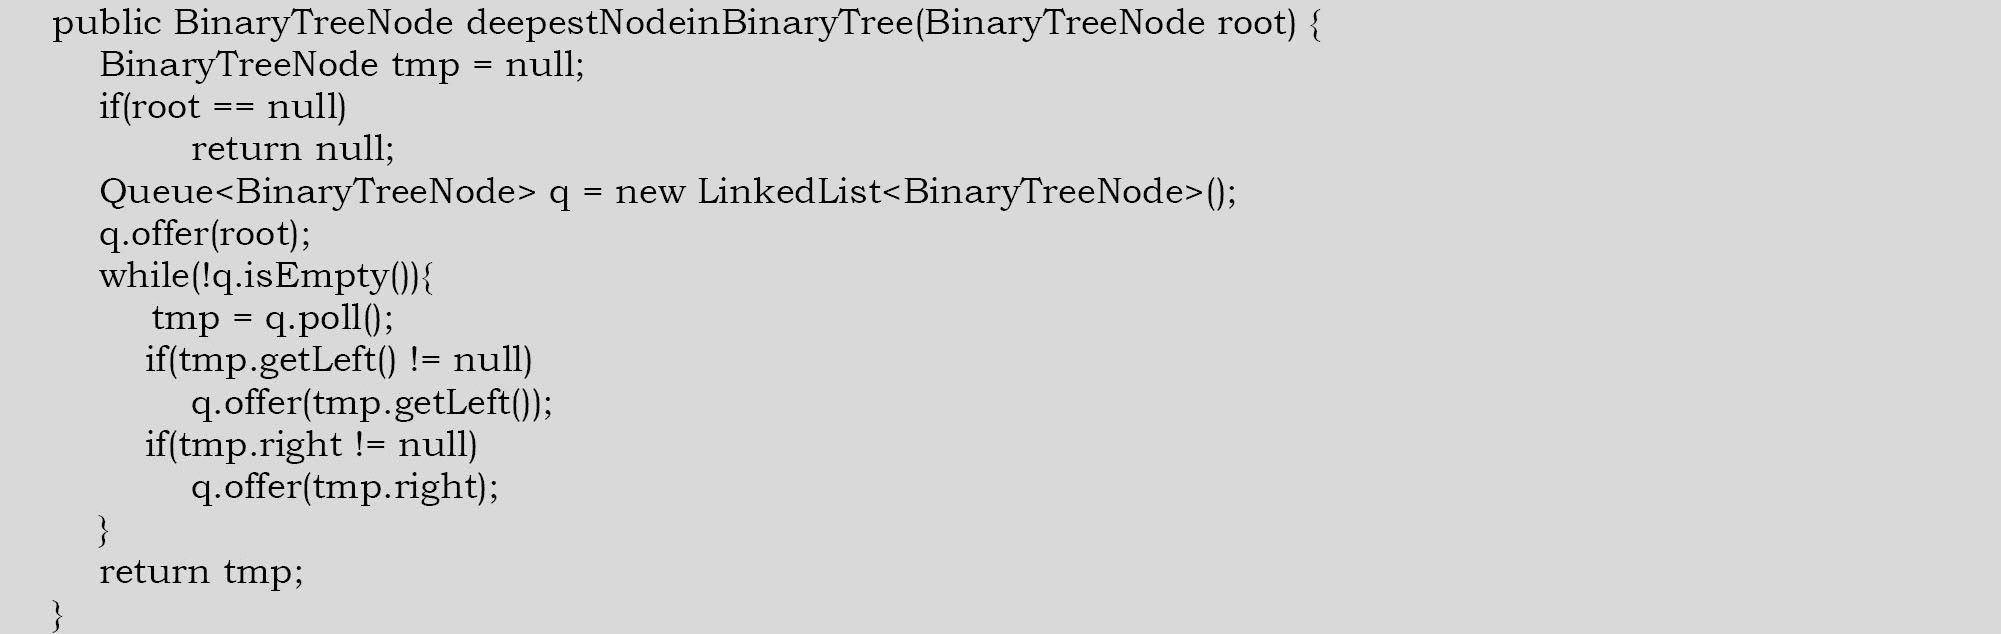 public BinaryTreeNode deepestNodeinBinaryTree(BinaryTreeNode root) {
BinaryTreeNode tmp = null;
if(root == null)
return null;
Queue<BinaryTreeNode> q = new LinkedList<BinaryTreeNode>();
q.offer(root);
while(!q.isEmpty()){
tmp = q.poll();
if(tmp.getLeft() != null)
q.offer(tmp.getLeft());
if(tmp.right != null)
q.offer(tmp.right);
}
return tmp;
}